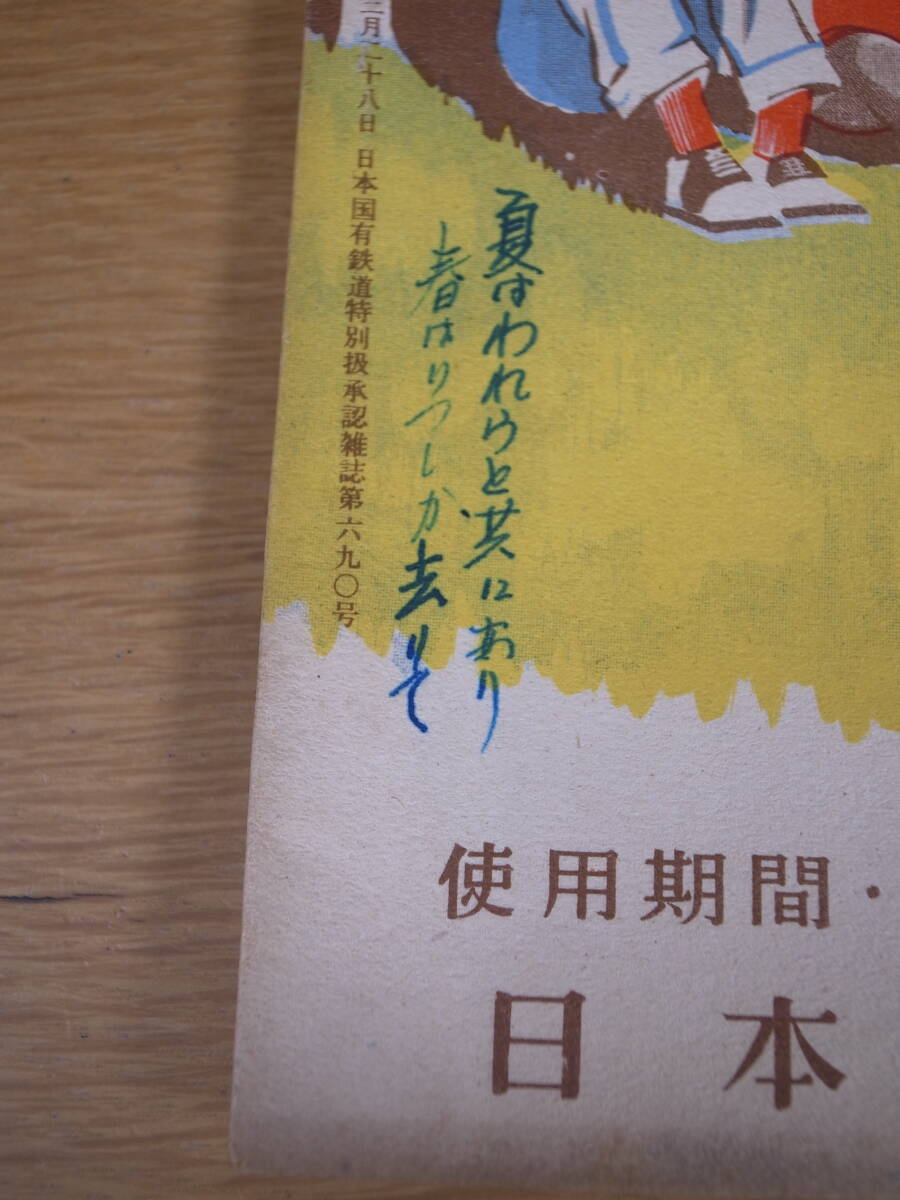 月二十八日 日本国有鉄道特別扱承認雑誌第六九〇号
夏はわれらと共にあり
春はいつしか去りて
使用期間・
日本